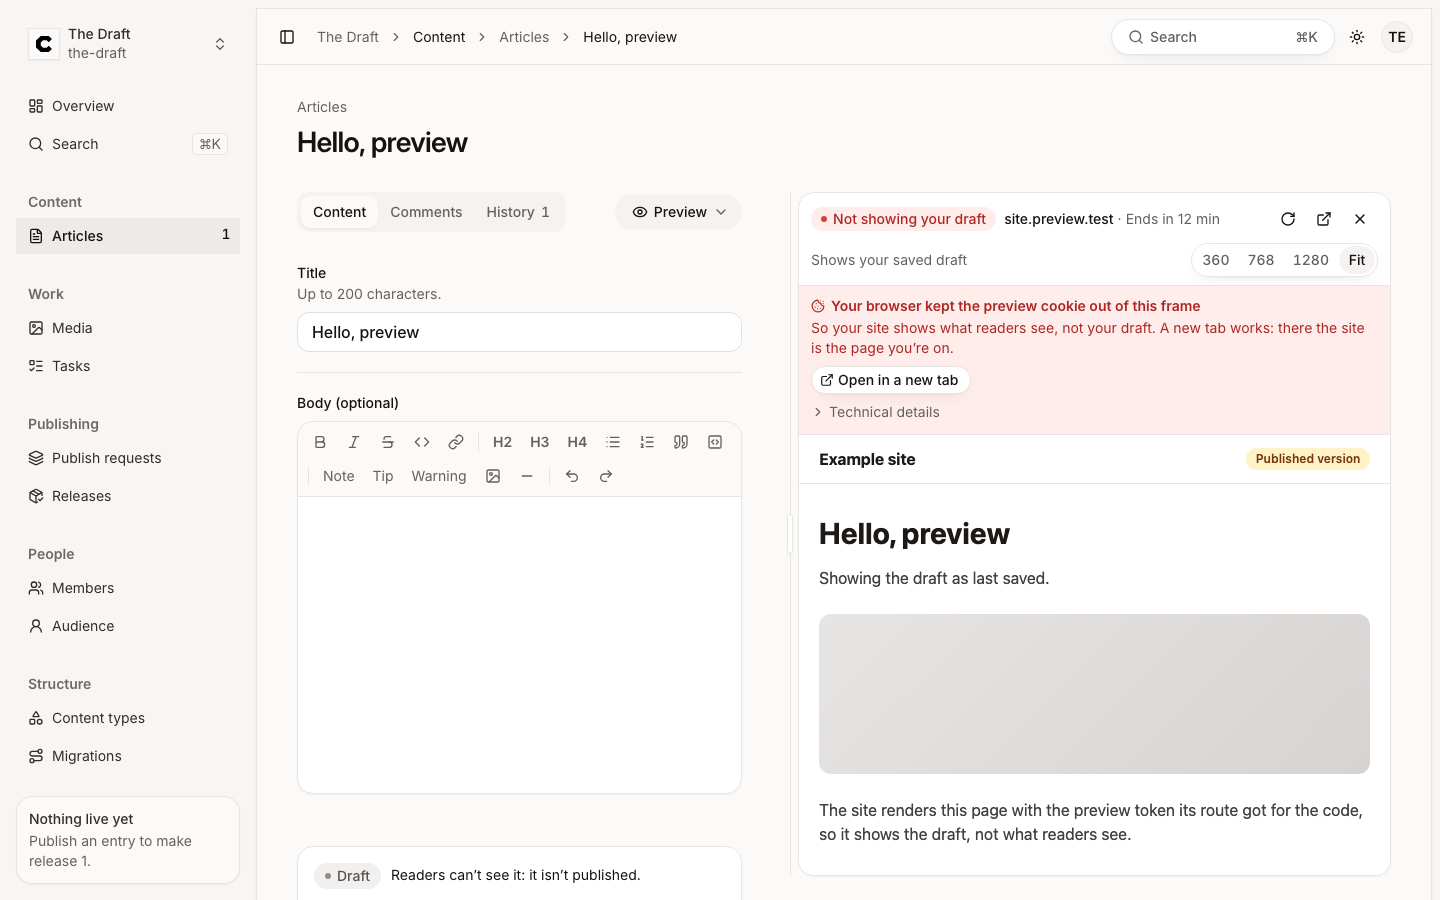 The Draft
the-draft
Overview
Search ⌘K
Content
Articles 1
Work
Media
Tasks
Publishing
Publish requests
Releases
People
Members
Audience
Structure
Content types
Migrations
Nothing live yet
Publish an entry to make
release 1.
The Draft > Content > Articles > Hello, preview
Search ⌘K
TE
Articles
Hello, preview
Content Comments History 1
Preview
Title
Up to 200 characters.
Hello, preview
Body (optional)
B I S <> H2 H3 H4
Note Tip Warning
Draft Readers can’t see it: it isn’t published.
Not showing your draft site.preview.test · Ends in 12 min
Shows your saved draft
360 768 1280 Fit
Your browser kept the preview cookie out of this frame
So your site shows what readers see, not your draft. A new tab works: there the site
is the page you’re on.
Open in a new tab
Technical details
Example site
Published version
Hello, preview
Showing the draft as last saved.
The site renders this page with the preview token its route got for the code,
so it shows the draft, not what readers see.